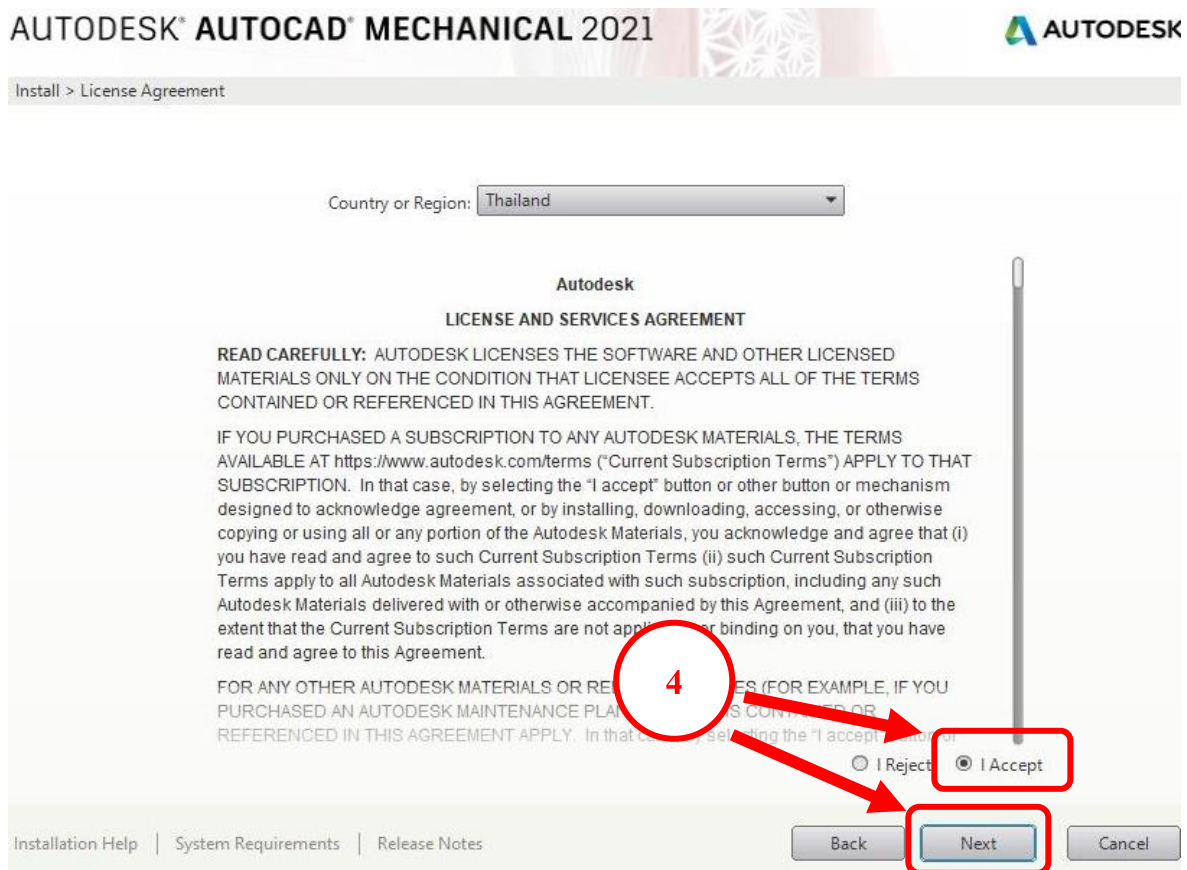 AUTODESK® AUTOCAD® MECHANICAL 2021
AUTODESK
Install > License Agreement
Country or Region: Thailand
Autodesk
LICENSE AND SERVICES AGREEMENT
READ CAREFULLY: AUTODESK LICENSES THE SOFTWARE AND OTHER LICENSED
MATERIALS ONLY ON THE CONDITION THAT LICENSEE ACCEPTS ALL OF THE TERMS
CONTAINED OR REFERENCED IN THIS AGREEMENT.
IF YOU PURCHASED A SUBSCRIPTION TO ANY AUTODESK MATERIALS, THE TERMS
AVAILABLE AT https://www.autodesk.com/terms (“Current Subscription Terms”) APPLY TO THAT
SUBSCRIPTION. In that case, by selecting the “I accept” button or other button or mechanism
designed to acknowledge agreement, or by installing, downloading, accessing, or otherwise
copying or using all or any portion of the Autodesk Materials, you acknowledge and agree that (i)
you have read and agree to such Current Subscription Terms (ii) such Current Subscription
Terms apply to all Autodesk Materials associated with such subscription, including any such
Autodesk Materials delivered with or otherwise accompanied by this Agreement, and (iii) to the
extent that the Current Subscription Terms are not binding on you, that you have
read and agree to this Agreement.
4
FOR ANY OTHER AUTODESK MATERIALS OR (FOR EXAMPLE, IF YOU
PURCHASED AN AUTODESK MAINTENANCE CONTAINED OR
REFERENCED IN THIS AGREEMENT APPLY. In that selecting the “I accept” button or
I Reject I Accept
Installation Help | System Requirements | Release Notes Back Next Cancel